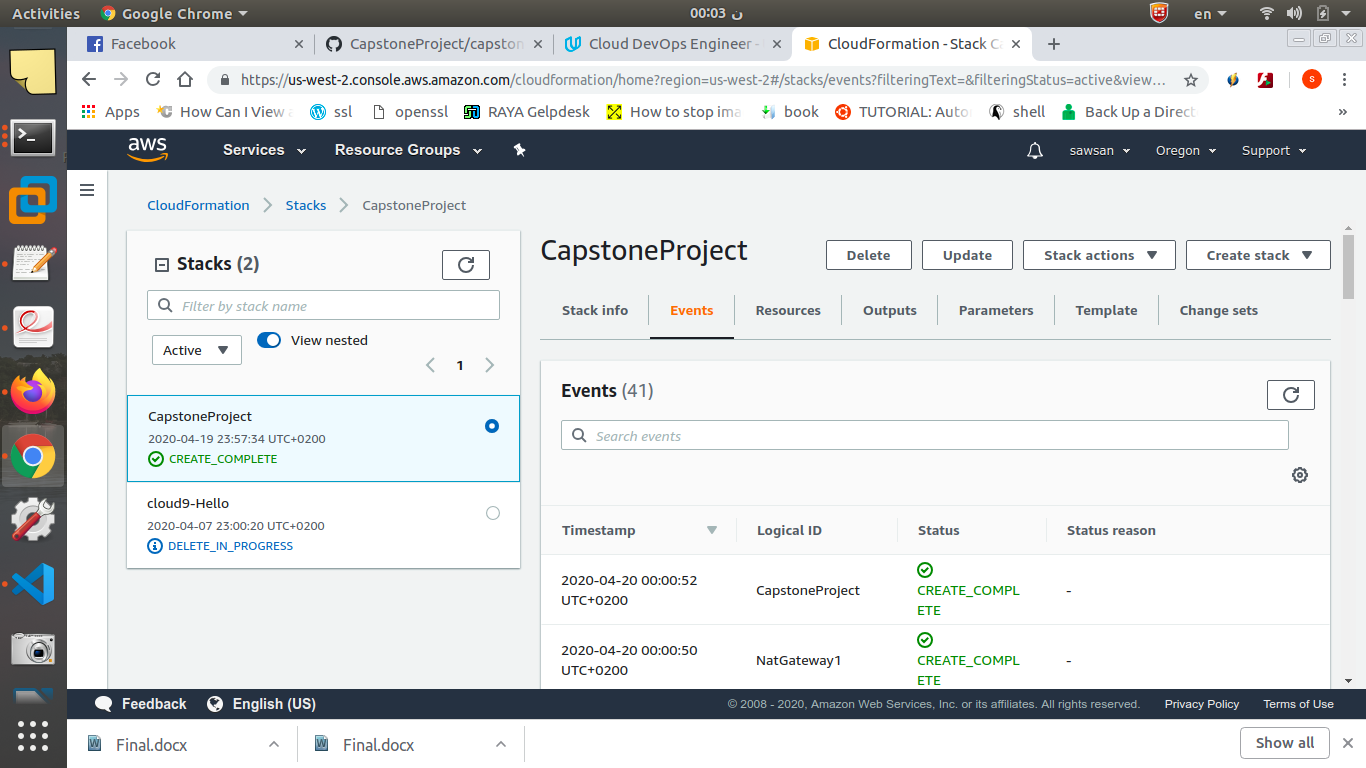 Activities Google Chrome 00:03 ن en
Facebook CapstoneProject/capston Cloud DevOps Engineer - CloudFormation - Stack Ca
https://us-west-2.console.aws.amazon.com/cloudformation/home?region=us-west-2#/stacks/events?filteringText=&filteringStatus=active&view... S
Apps How Can I View ssl openssl RAYA Gelpdesk How to stop ima book TUTORIAL: Auto shell Back Up a Direct »
aws Services Resource Groups sawsan Oregon Support
CloudFormation Stacks CapstoneProject
Stacks (2)
Filter by stack name
Active View nested
1
CapstoneProject
2020-04-19 23:57:34 UTC+0200
CREATE_COMPLETE
cloud9-Hello
2020-04-07 23:00:20 UTC+0200
DELETE_IN_PROGRESS
CapstoneProject Delete Update Stack actions Create stack
Stack info Events Resources Outputs Parameters Template Change sets
Events (41)
Search events
Timestamp Logical ID Status Status reason
2020-04-20 00:00:52
UTC+0200
CapstoneProject
CREATE_COMPL
ETE
-
2020-04-20 00:00:50
UTC+0200
NatGateway1
CREATE_COMPL
ETE
-
Feedback English (US) © 2008 - 2020, Amazon Web Services, Inc. or its affiliates. All rights reserved. Privacy Policy Terms of Use
Final.docx Final.docx Show all